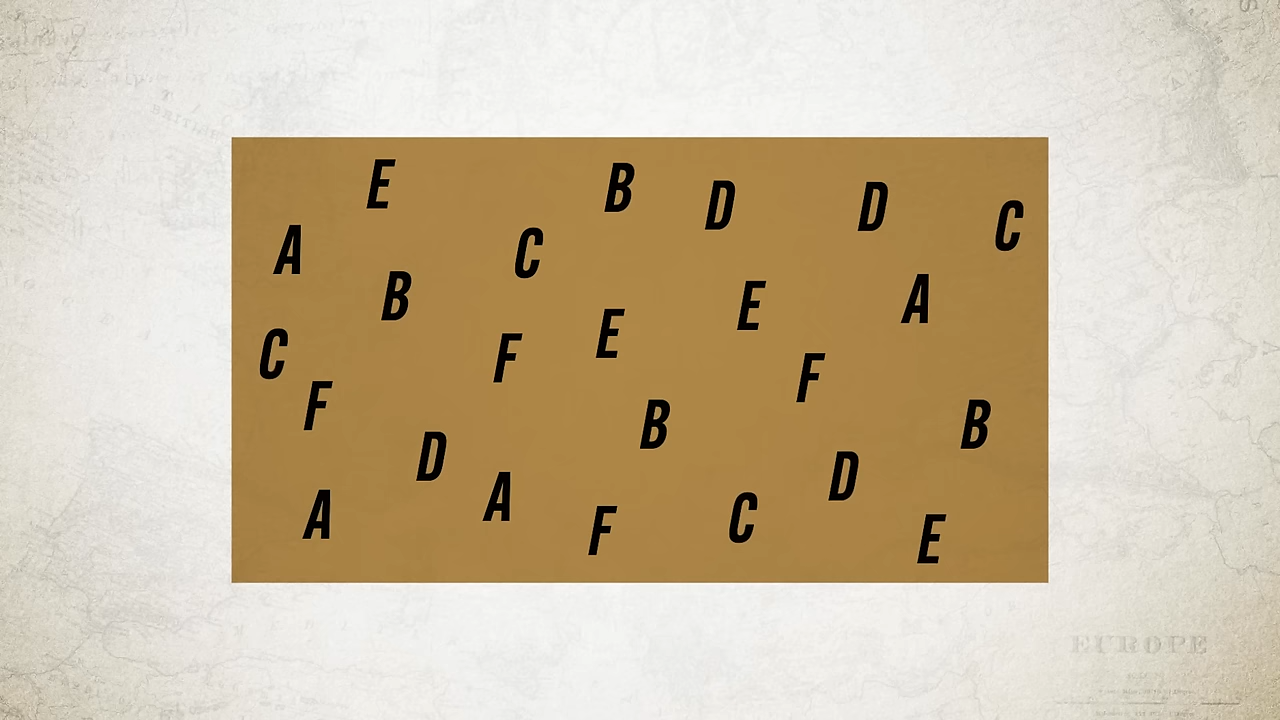 E B D D C
A C
B E A
C F E F
F B B
D D
A A F C E
EUROPE